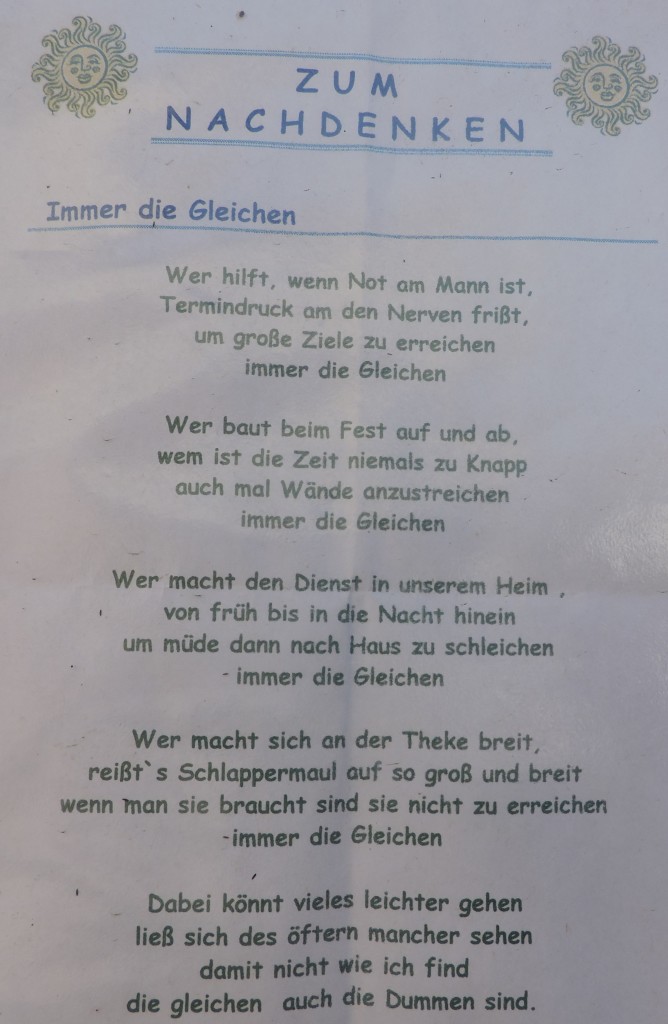 ZUM
NACHDENKEN
Immer die Gleichen
Wer hilft, wenn Not am Mann ist,
Termindruck am den Nerven frißt,
um große Ziele zu erreichen
immer die Gleichen
Wer baut beim Fest auf und ab,
wem ist die Zeit niemals zu Knapp
auch mal Wände anzustreichen
immer die Gleichen
Wer macht den Dienst in unserem Heim ,
von früh bis in die Nacht hinein
um müde dann nach Haus zu schleichen
- immer die Gleichen
Wer macht sich an der Theke breit,
reißt`s Schlappermaul auf so groß und breit
wenn man sie braucht sind sie nicht zu erreichen
-immer die Gleichen
Dabei könnt vieles leichter gehen
ließ sich des öftern mancher sehen
damit nicht wie ich find
die gleichen auch die Dummen sind.